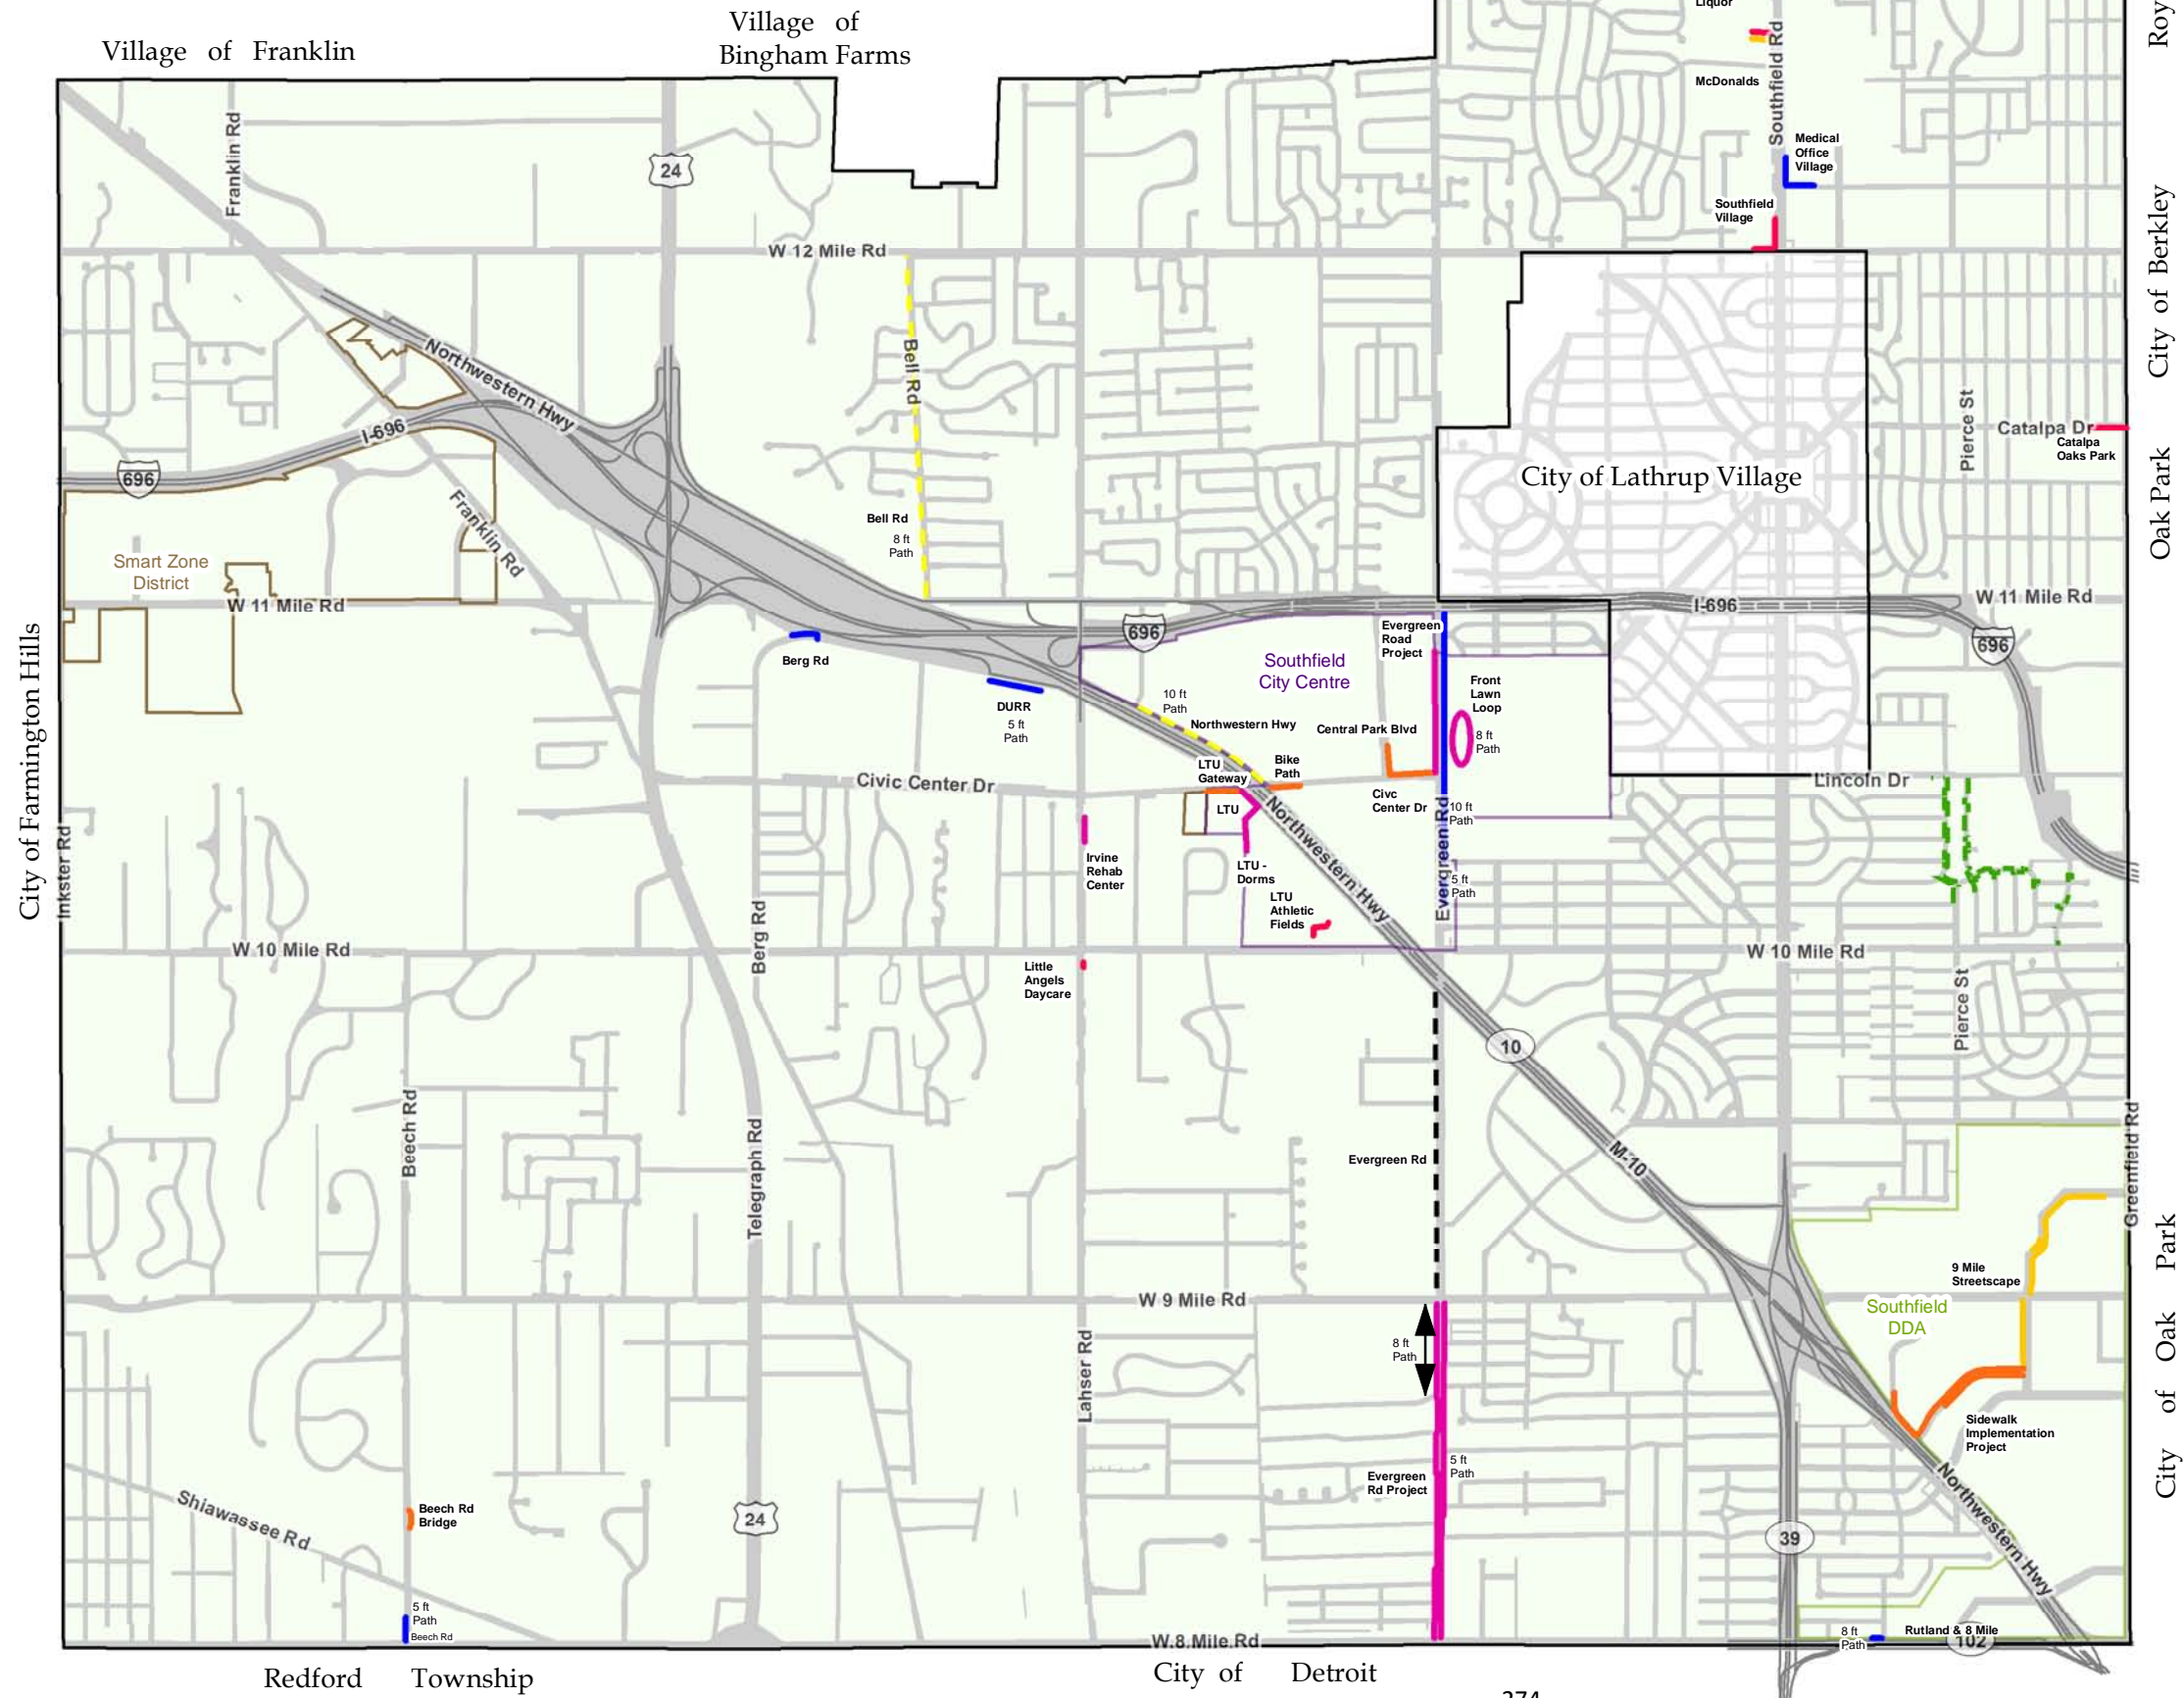 Village of
Bingham Farms
Village of Franklin
Liquor
Southfield Rd
McDonalds
Roy
Franklin Rd
24
Medical
Office
Village
Southfield
Village
City of Berkley
W 12 Mile Rd
Northwestern Hwy
Bell Rd
I-696
696
Pierce St
Catalpa Dr
Catalpa
Oaks Park
City of Lathrup Village
Oak Park
Franklin Rd
Bell Rd
8 ft
Path
Smart Zone
District
W 11 Mile Rd
I-696
W 11 Mile Rd
696
696
Berg Rd
Evergreen
Road
Project
Southfield
City Centre
City of Farmington Hills
DURR
5 ft
Path
10 ft
Path
Northwestern Hwy
Central Park Blvd
Front
Lawn
Loop
8 ft
Path
LTU
Gateway
Bike
Path
Civic Center Dr
Civc
Center Dr
Lincoln Dr
LTU
10 ft
Path
Inkster Rd
Irvine
Rehab
Center
LTU -
Dorms
Northwestern Hwy
Evergreen Rd
5 ft
Path
LTU
Athletic
Fields
Berg Rd
W 10 Mile Rd
W 10 Mile Rd
Little
Angels
Daycare
Pierce St
10
Beech Rd
Telegraph Rd
Evergreen Rd
M-10
Greenfield Rd
9 Mile
Streetscape
W 9 Mile Rd
Southfield
DDA
8 ft
Path
Lahser Rd
City of Oak Park
Sidewalk
Implementation
Project
5 ft
Path
Evergreen
Rd Project
Northwestern Hwy
Shiawassee Rd
Beech Rd
Bridge
24
39
5 ft
Path
Beech Rd
8 ft
Path
Rutland & 8 Mile
102
W 8 Mile Rd
Redford Township
City of Detroit
274